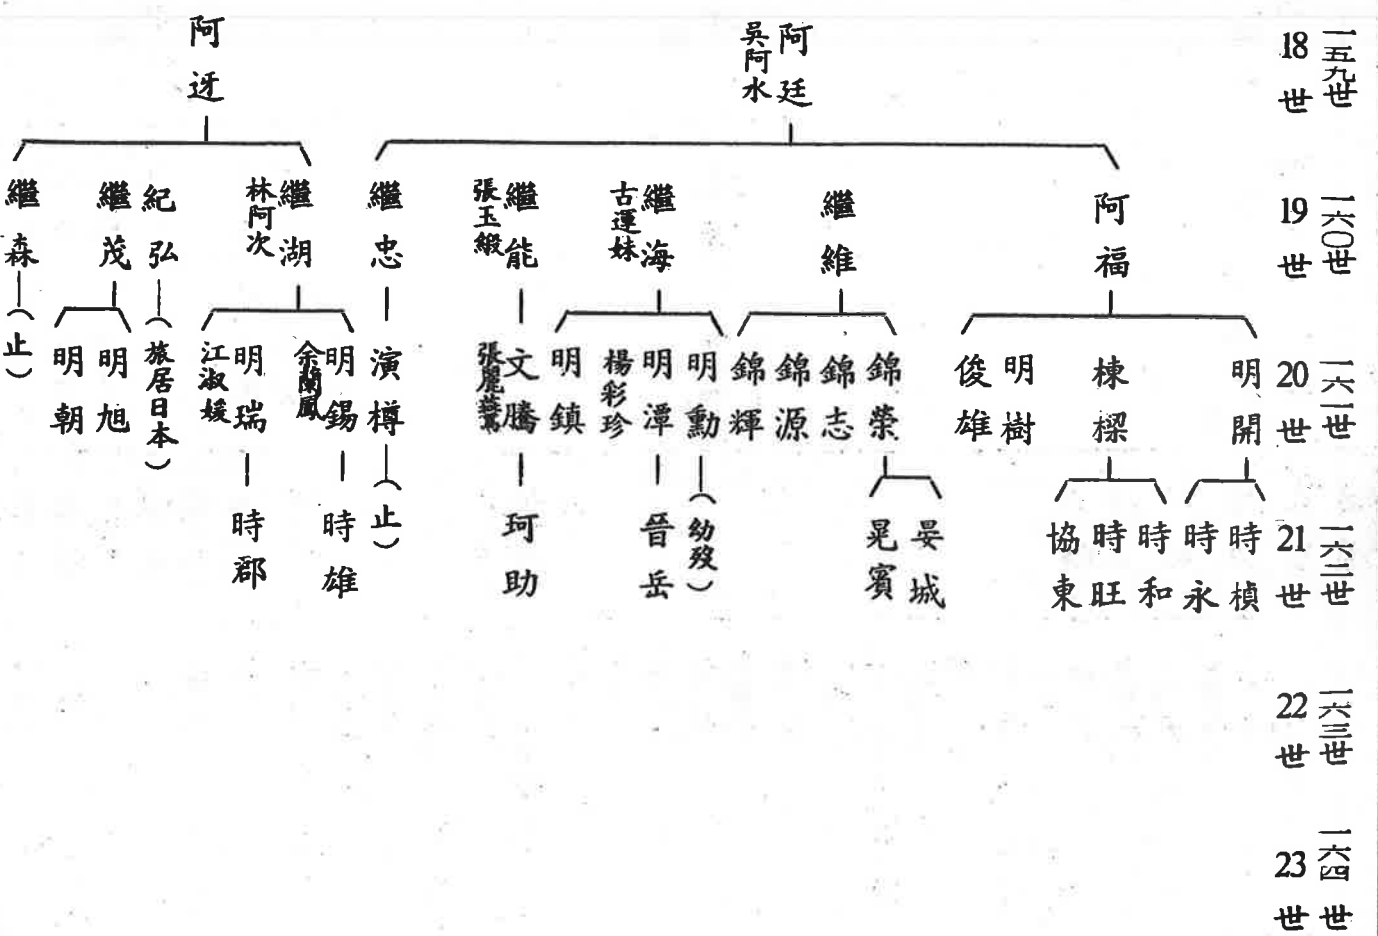 一五九世
18世
阿廷
吳阿水
阿迓
一六〇世
19世
阿福
繼維
繼海
古運妹
繼能
張玉緞
繼忠
繼湖
林阿次
紀弘
繼茂
繼森
(止)
一六一世
20世
明開
棟樑
明樹
俊雄
錦榮
錦志
錦源
錦輝
明勳
明潭
楊彩珍
明鎮
文騰
演樽
明錫
余蘭鳳
明瑞
江淑媛
(旅居日本)
明旭
明朝
一六二世
21世
時楨
時永
時和
時旺
協東
晏城
晃賓
(幼歿)
晉岳
珂助
(止)
時雄
時郡
一六三世
22世
一六四世
23世